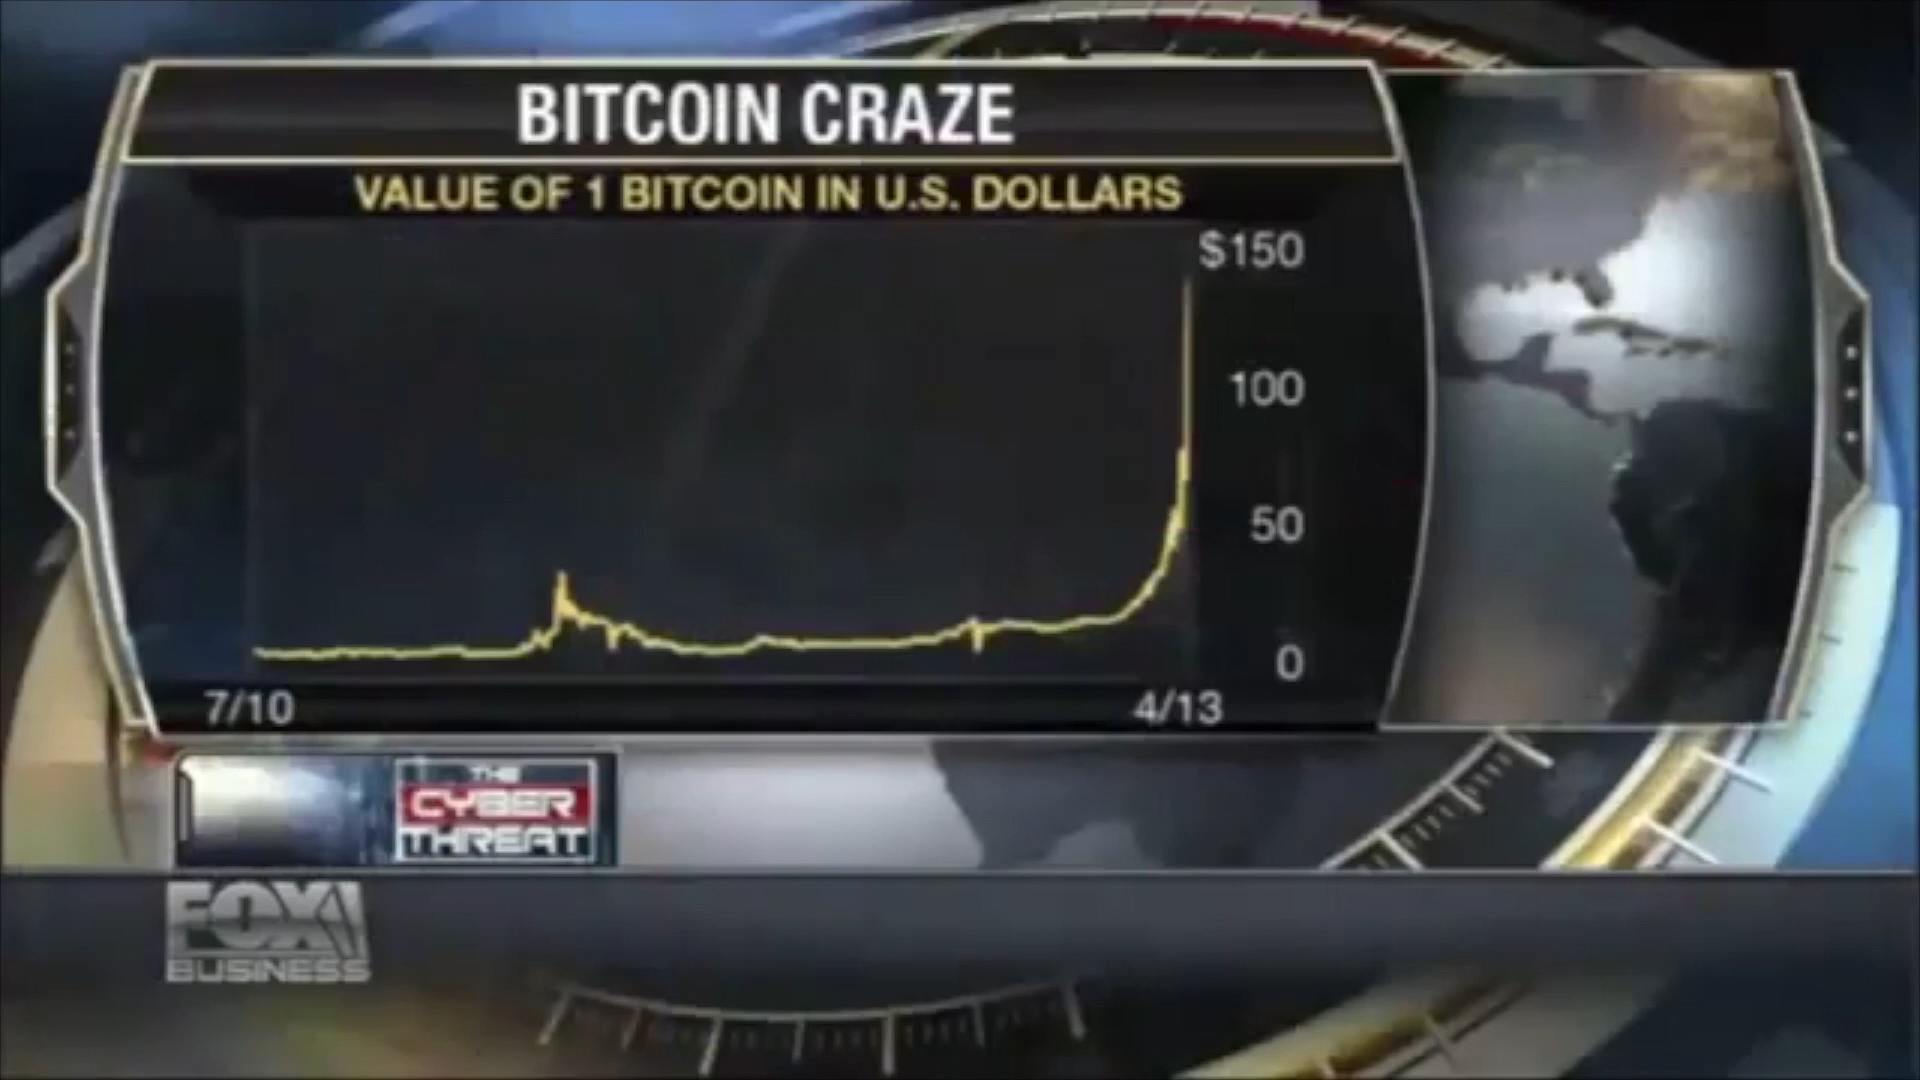 BITCOIN CRAZE
VALUE OF 1 BITCOIN IN U.S. DOLLARS
$150
100
50
0
7/10 4/13
THE
CYBER
THREAT
FOX
BUSINESS